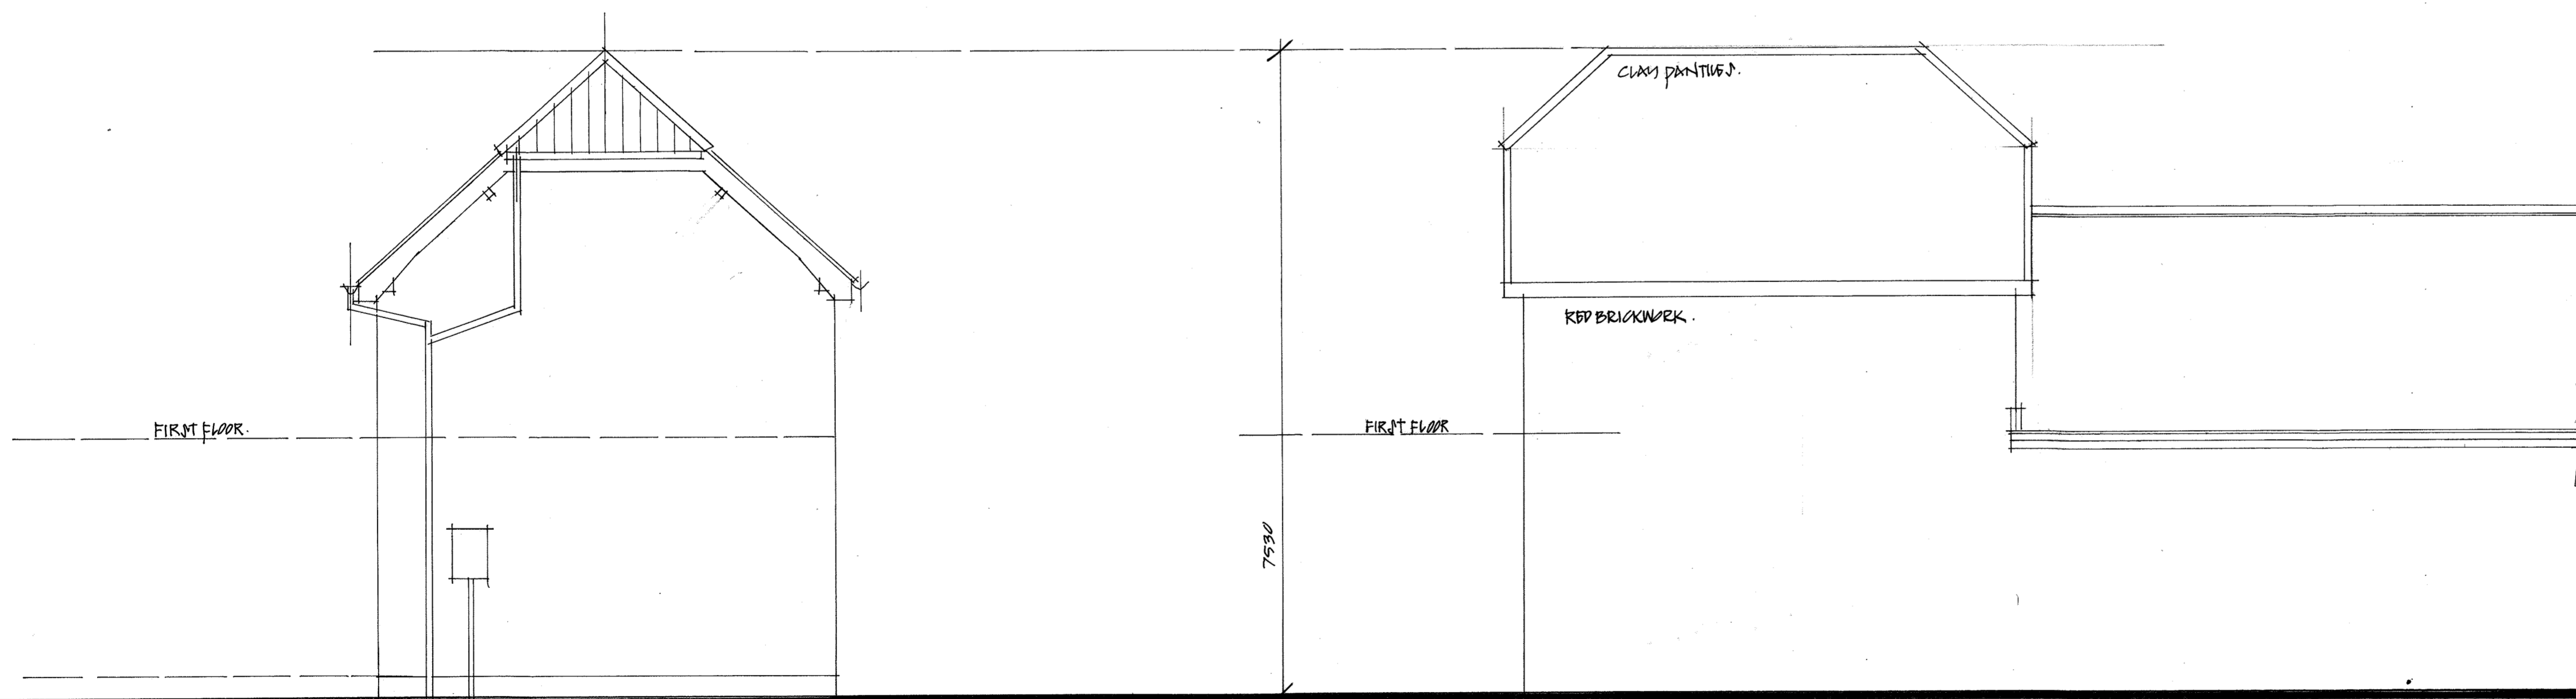 CLAY PANTILES.
RED BRICKWORK.
FIRST FLOOR.
FIRST FLOOR
7530